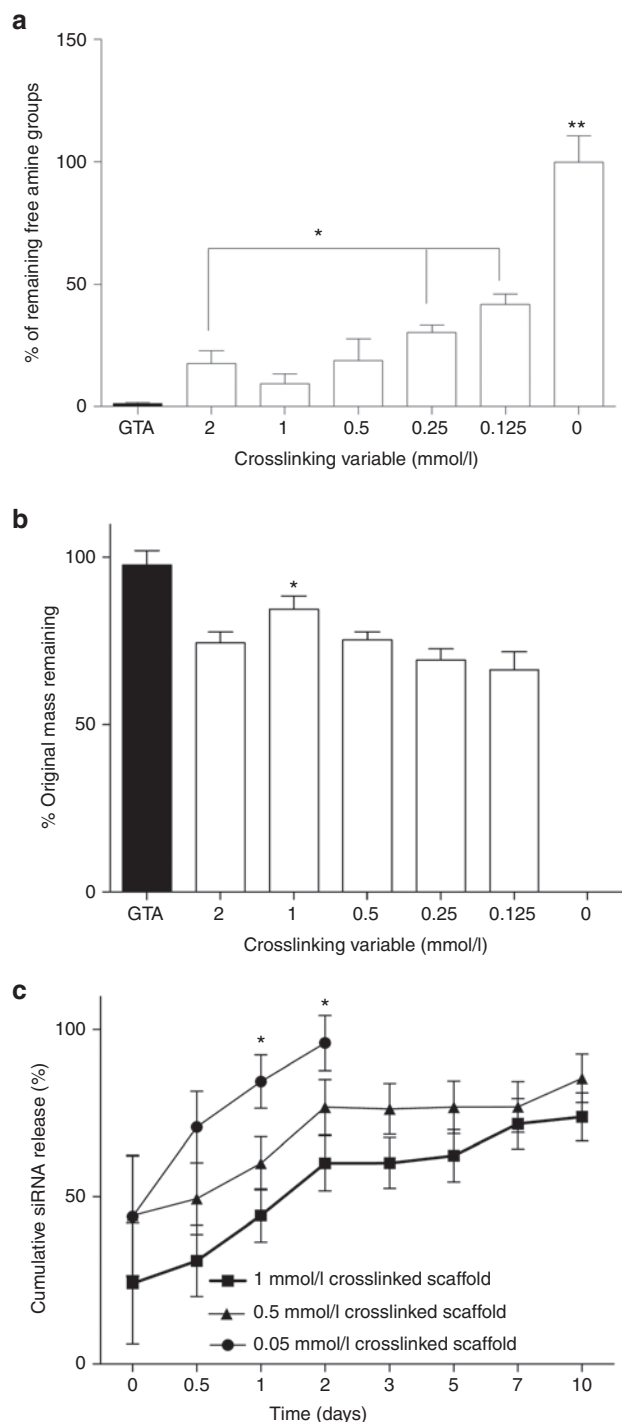 a
% of remaining free amine groups
150
100
50
0
**
*
GTA 2 1 0.5 0.25 0.125 0
Crosslinking variable (mmol/l)
b
% Original mass remaining
100
50
0
*
GTA 2 1 0.5 0.25 0.125 0
Crosslinking variable (mmol/l)
c
Cumulative siRNA release (%)
100
50
0
* *
1 mmol/l crosslinked scaffold
0.5 mmol/l crosslinked scaffold
0.05 mmol/l crosslinked scaffold
0 0.5 1 2 3 5 7 10
Time (days)